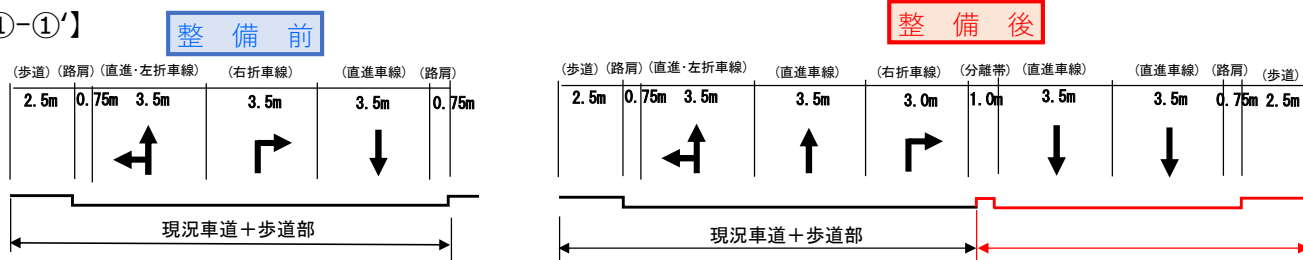 ①-①‘】
整 備 前
(歩道) (路肩) (直進・左折車線) (右折車線) (直進車線) (路肩)
2.5m 0.75m 3.5m 3.5m 3.5m 0.75m
現況車道＋歩道部
整 備 後
(歩道) (路肩) (直進・左折車線) (直進車線) (右折車線) (分離帯) (直進車線) (直進車線) (路肩) (歩道)
2.5m 0.75m 3.5m 3.5m 3.0m 1.0m 3.5m 3.5m 0.75m 2.5m
現況車道＋歩道部